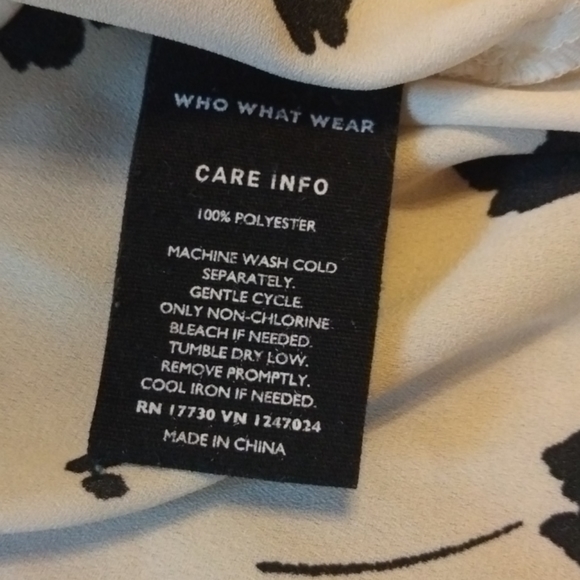 WHO WHAT WEAR
CARE INFO
100% POLYESTER
MACHINE WASH COLD
SEPARATELY.
GENTLE CYCLE.
ONLY NON-CHLORINE
BLEACH IF NEEDED.
TUMBLE DRY LOW.
REMOVE PROMPTLY.
COOL IRON IF NEEDED.
RN 17730 VN 1247024
MADE IN CHINA